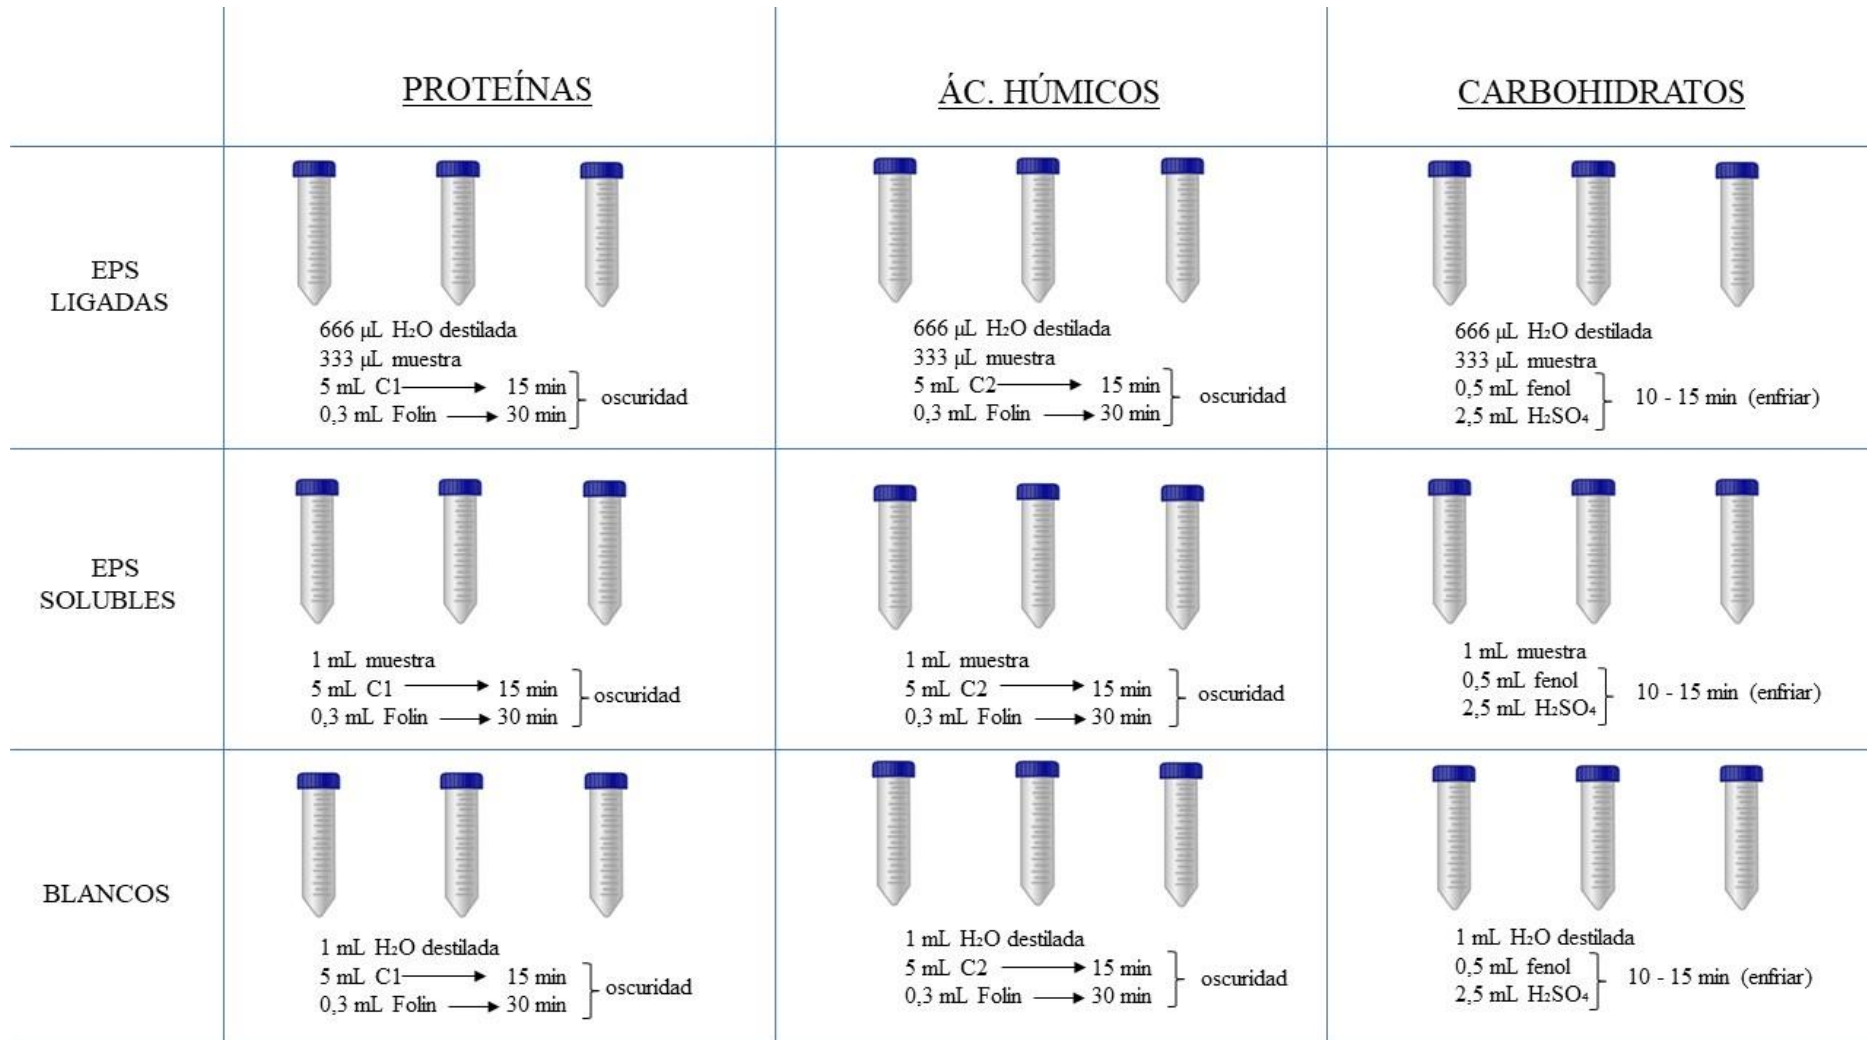 PROTEÍNAS
ÁC. HÚMICOS
CARBOHIDRATOS
EPS
LIGADAS
666 µL H₂O destilada
333 µL muestra
5 mL C1 → 15 min
0,3 mL Folin → 30 min
oscuridad
666 µL H₂O destilada
333 µL muestra
5 mL C2 → 15 min
0,3 mL Folin → 30 min
oscuridad
666 µL H₂O destilada
333 µL muestra
0,5 mL fenol
2,5 mL H₂SO₄
10 - 15 min (enfriar)
EPS
SOLUBLES
1 mL muestra
5 mL C1 → 15 min
0,3 mL Folin → 30 min
oscuridad
1 mL muestra
5 mL C2 → 15 min
0,3 mL Folin → 30 min
oscuridad
1 mL muestra
0,5 mL fenol
2,5 mL H₂SO₄
10 - 15 min (enfriar)
BLANCOS
1 mL H₂O destilada
5 mL C1 → 15 min
0,3 mL Folin → 30 min
oscuridad
1 mL H₂O destilada
5 mL C2 → 15 min
0,3 mL Folin → 30 min
oscuridad
1 mL H₂O destilada
0,5 mL fenol
2,5 mL H₂SO₄
10 - 15 min (enfriar)